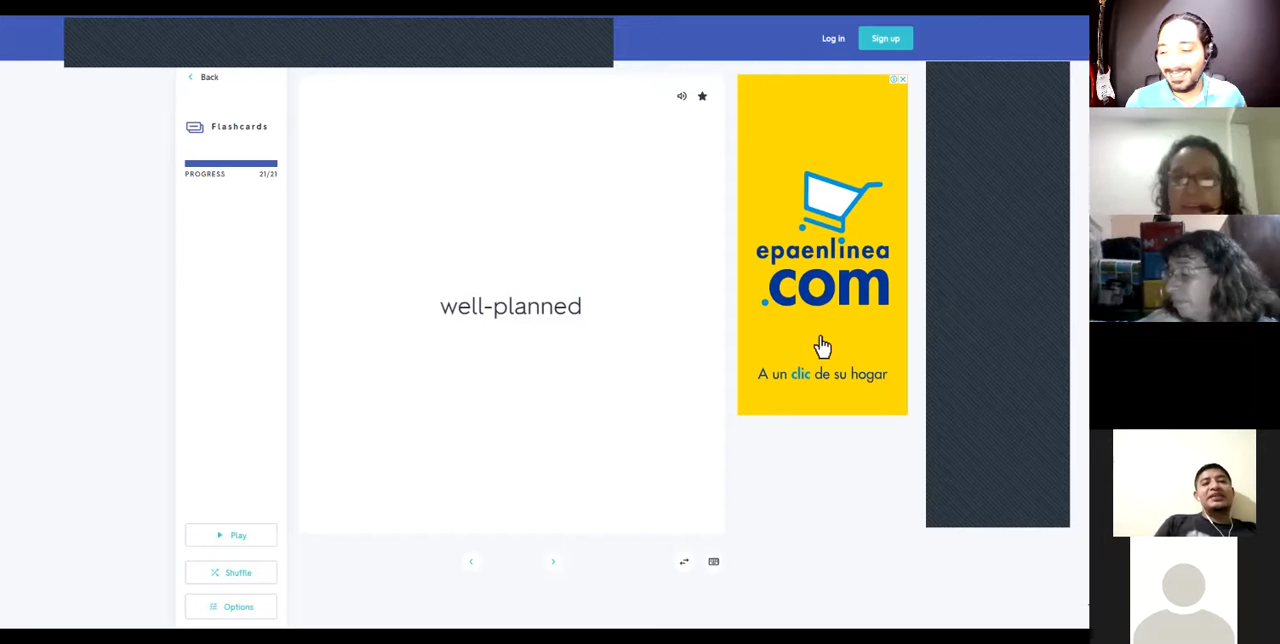 Log in
Sign up
Back
Flashcards
PROGRESS 21/21
well-planned
epaenlinea
.com
A un clic de su hogar
Play
Shuffle
Options